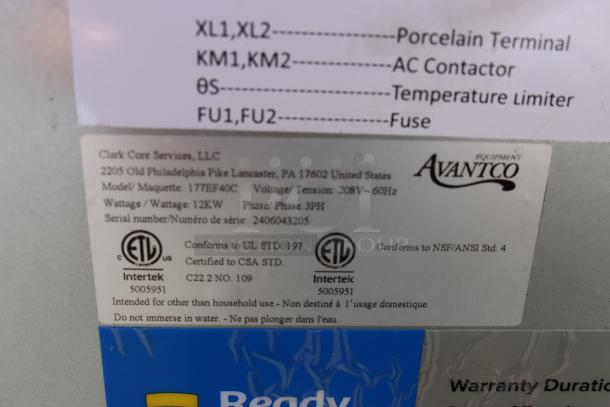 XL1,XL2----------------Porcelain Terminal
KM1,KM2----------------AC Contactor
θS----------------------Temperature Limiter
FU1,FU2----------------Fuse
Clark Core Services, LLC
2205 Old Philadelphia Pike Lancaster, PA 17602 United States
EQUIPMENT
AVANTCO
Model/ Maquette: 177EF40C Voltage/ Tension: 208V~ 60Hz
Wattage / Wattage: 12KW Phase/ Phase: 3PH
Serial number/Numéro de série: 2406043205
C ETL US
Intertek
5005951
Conforms to UL STD. 197
Certified to CSA STD.
C22.2 NO. 109
ETL
Intertek
5005951
Conforms to NSF/ANSI Std. 4
Intended for other than household use - Non destiné à l'usage domestique.
Do not immerse in water. - Ne pas plonger dans l'eau.
Ready
Warranty Duratio